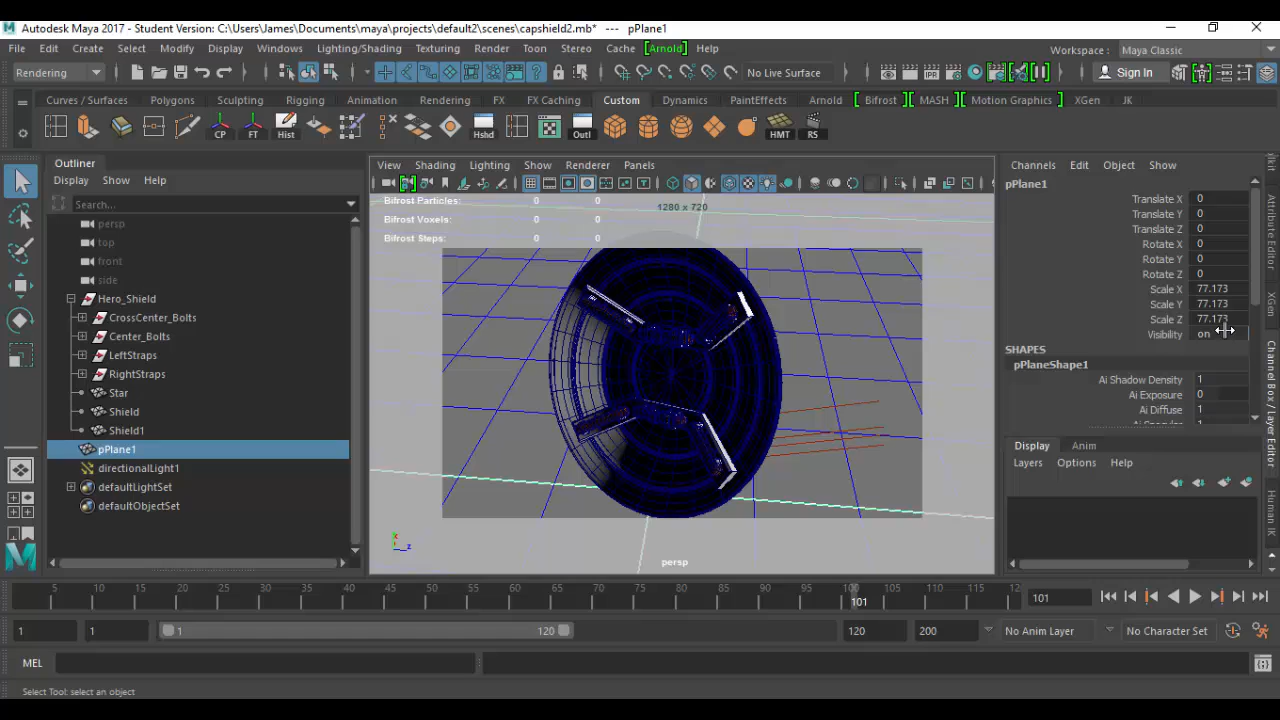 Autodesk Maya 2017 - Student Version: C:\Users\James\Documents\maya\projects\default2\scenes\capshield2.mb* --- pPlane1
File Edit Create Select Modify Display Windows Lighting/Shading Texturing Render Toon Stereo Cache [Arnold] Help Workspace : Maya Classic
Rendering No Live Surface Sign In
Curves / Surfaces Polygons Sculpting Rigging Animation Rendering FX FX Caching Custom Dynamics PaintEffects Arnold Bifrost MASH Motion Graphics XGen JK
CP FT Hist Hshd Outl HMT RS
Outliner
Display Show Help
Search...
persp
top
front
side
Hero_Shield
CrossCenter_Bolts
Center_Bolts
LeftStraps
RightStraps
Star
Shield
Shield1
pPlane1
directionalLight1
defaultLightSet
defaultObjectSet
View Shading Lighting Show Renderer Panels
Bifrost Particles: 0 0
1280 x 720
Bifrost Voxels: 0 0
Bifrost Steps: 0 0
persp
Channels Edit Object Show
pPlane1
Translate X 0
Translate Y 0
Translate Z 0
Rotate X 0
Rotate Y 0
Rotate Z 0
Scale X 77.173
Scale Y 77.173
Scale Z 77.173
Visibility on
SHAPES
pPlaneShape1
Ai Shadow Density 1
Ai Exposure 0
Ai Diffuse 1
Display Anim
Layers Options Help
Attribute Editor
XGen
Channel Box / Layer Editor
Human IK
5 10 15 20 25 30 35 40 45 50 55 60 65 70 75 80 85 90 95 100 105 110 115 12
101
101
1 1 1 120 120 200 No Anim Layer No Character Set
MEL
Select Tool: select an object